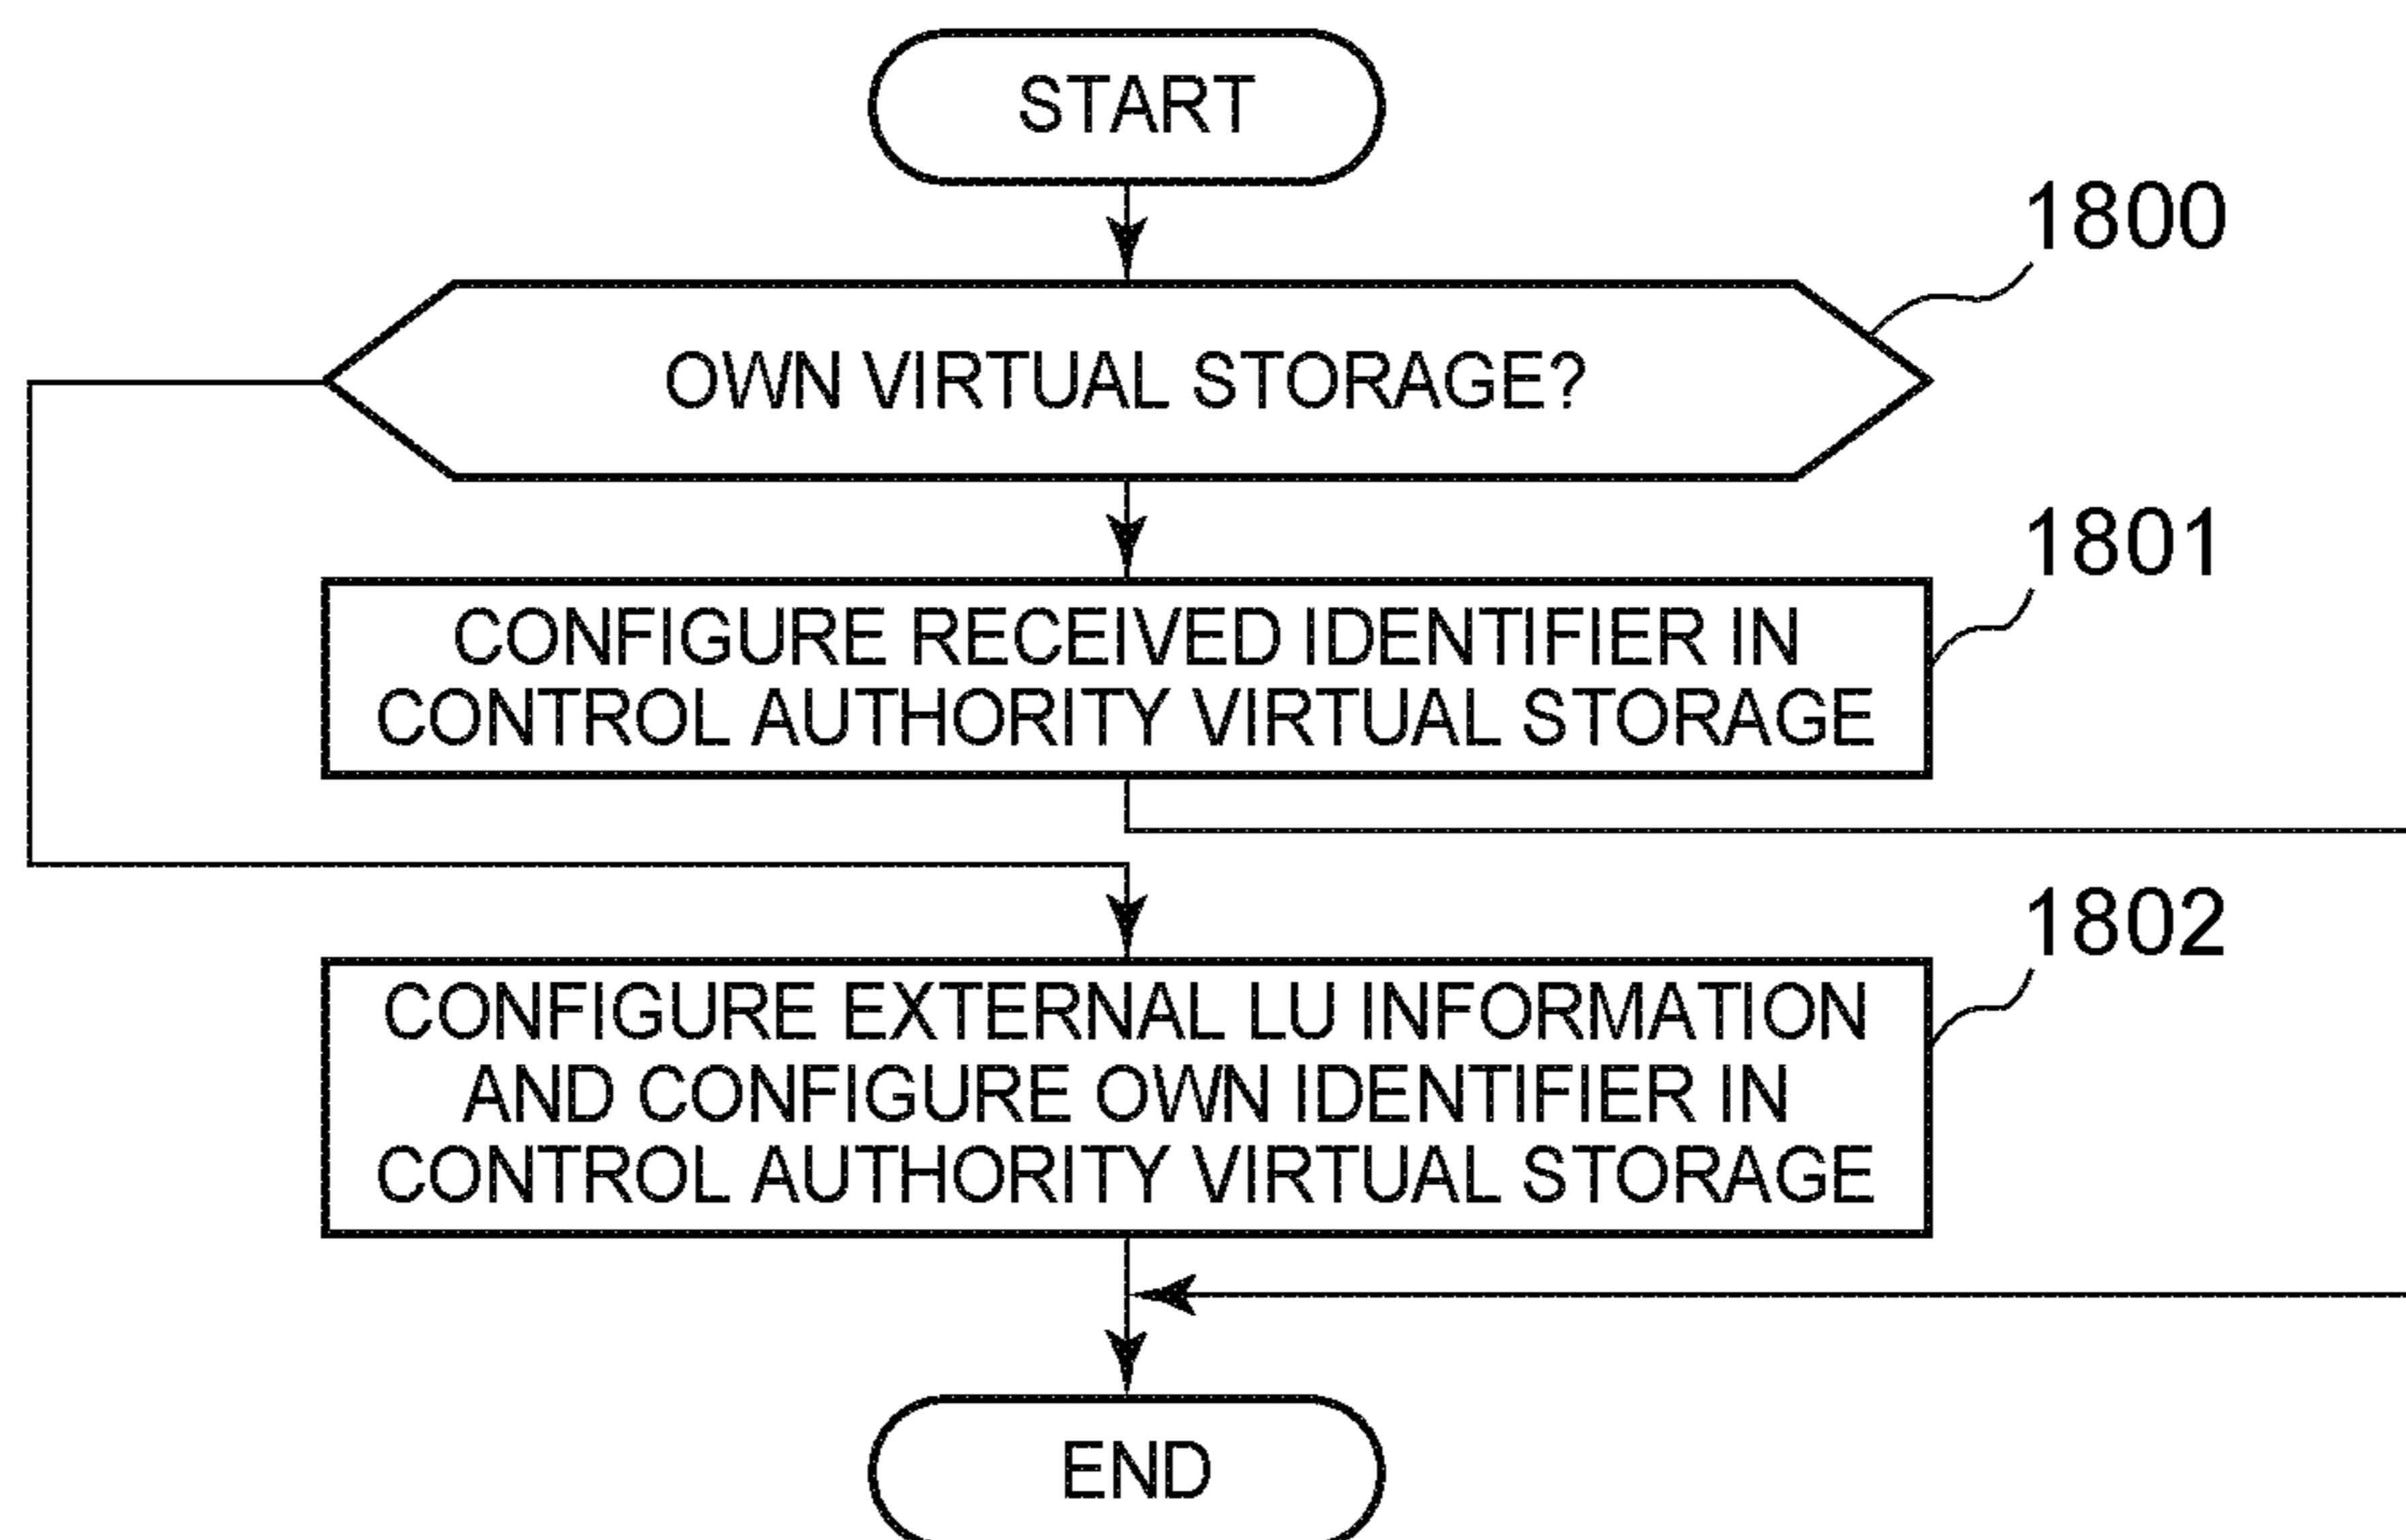 START
1800
OWN VIRTUAL STORAGE?
1801
CONFIGURE RECEIVED IDENTIFIER IN
CONTROL AUTHORITY VIRTUAL STORAGE
1802
CONFIGURE EXTERNAL LU INFORMATION
AND CONFIGURE OWN IDENTIFIER IN
CONTROL AUTHORITY VIRTUAL STORAGE
END